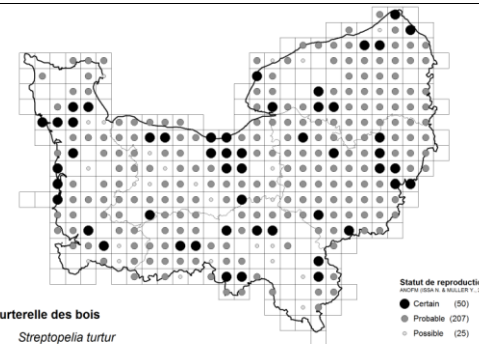 Statut de reproductio
ANOFM (ISSA N. & MULLER Y.
Certain (50)
Probable (207)
Possible (25)
urterelle des bois
Streptopelia turtur